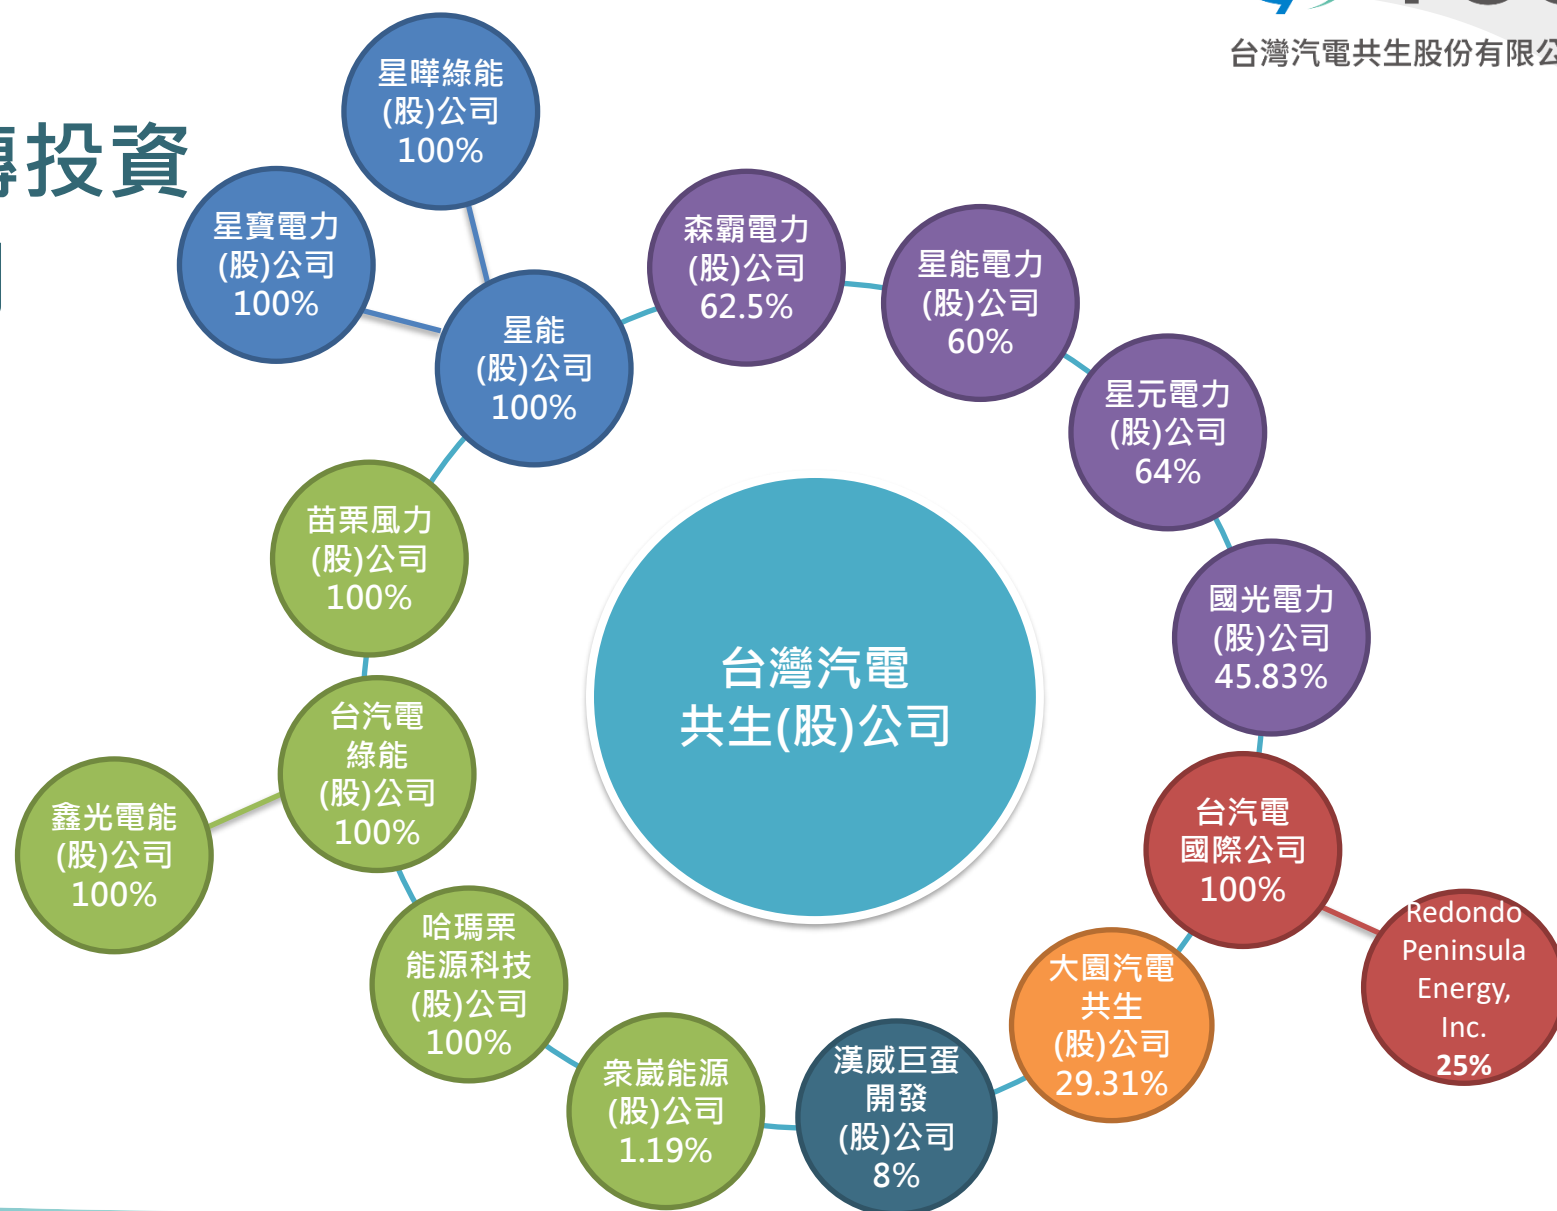 台灣汽電共生股份有限公
投資
星曄綠能
(股)公司
100%
星寶電力
(股)公司
100%
星能
(股)公司
100%
森霸電力
(股)公司
62.5%
星能電力
(股)公司
60%
星元電力
(股)公司
64%
國光電力
(股)公司
45.83%
台汽電
國際公司
100%
Redondo
Peninsula
Energy,
Inc.
25%
大園汽電
共生
(股)公司
29.31%
漢威巨蛋
開發
(股)公司
8%
衆崴能源
(股)公司
1.19%
哈瑪栗
能源科技
(股)公司
100%
台汽電
綠能
(股)公司
100%
鑫光電能
(股)公司
100%
苗栗風力
(股)公司
100%
台灣汽電
共生(股)公司